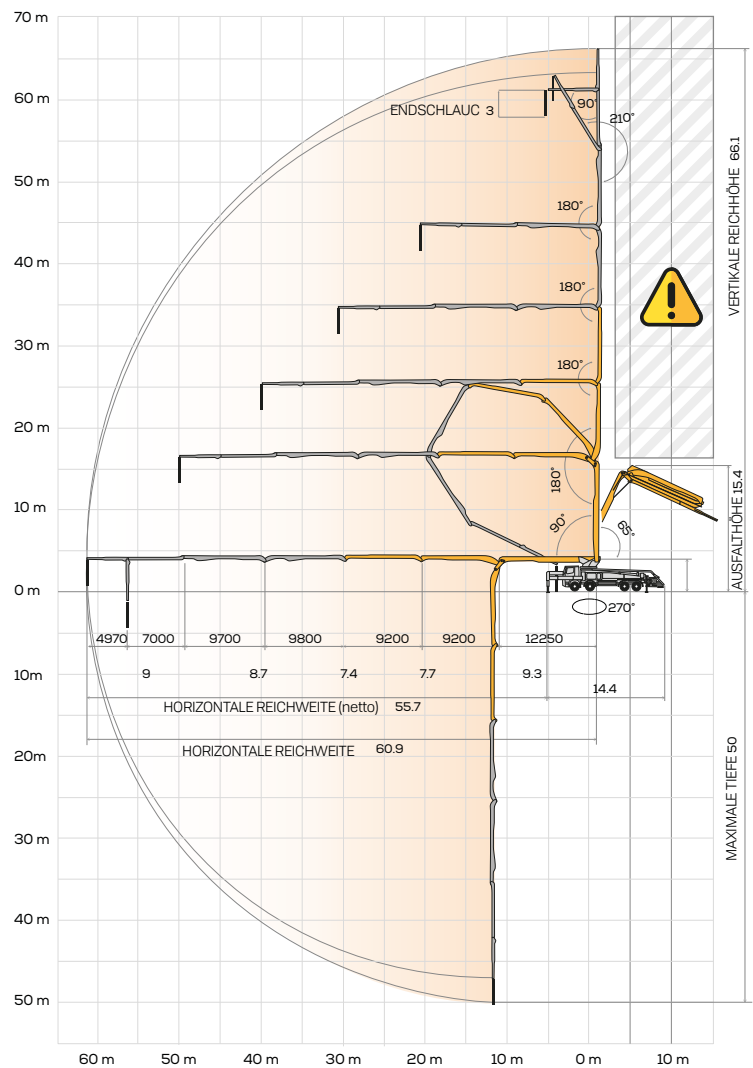 70 m
60 m
ENDSCHLAUC 3
90°
210°
50 m
180°
VERTIKALE REICHHÖHE 66.1
40 m
180°
30 m
180°
20 m
180°
10 m
90°
65°
AUSFALTHÖHE 15.4
0 m
270°
4970 7000 9700 9800 9200 9200 12250
10m
9 8.7 7.4 7.7 9.3 14.4
HORIZONTALE REICHWEITE (netto) 55.7
HORIZONTALE REICHWEITE 60.9
20m
MAXIMALE TIEFE 50
30 m
40 m
50 m
60 m 50 m 40 m 30 m 20 m 10 m 0 m 10 m